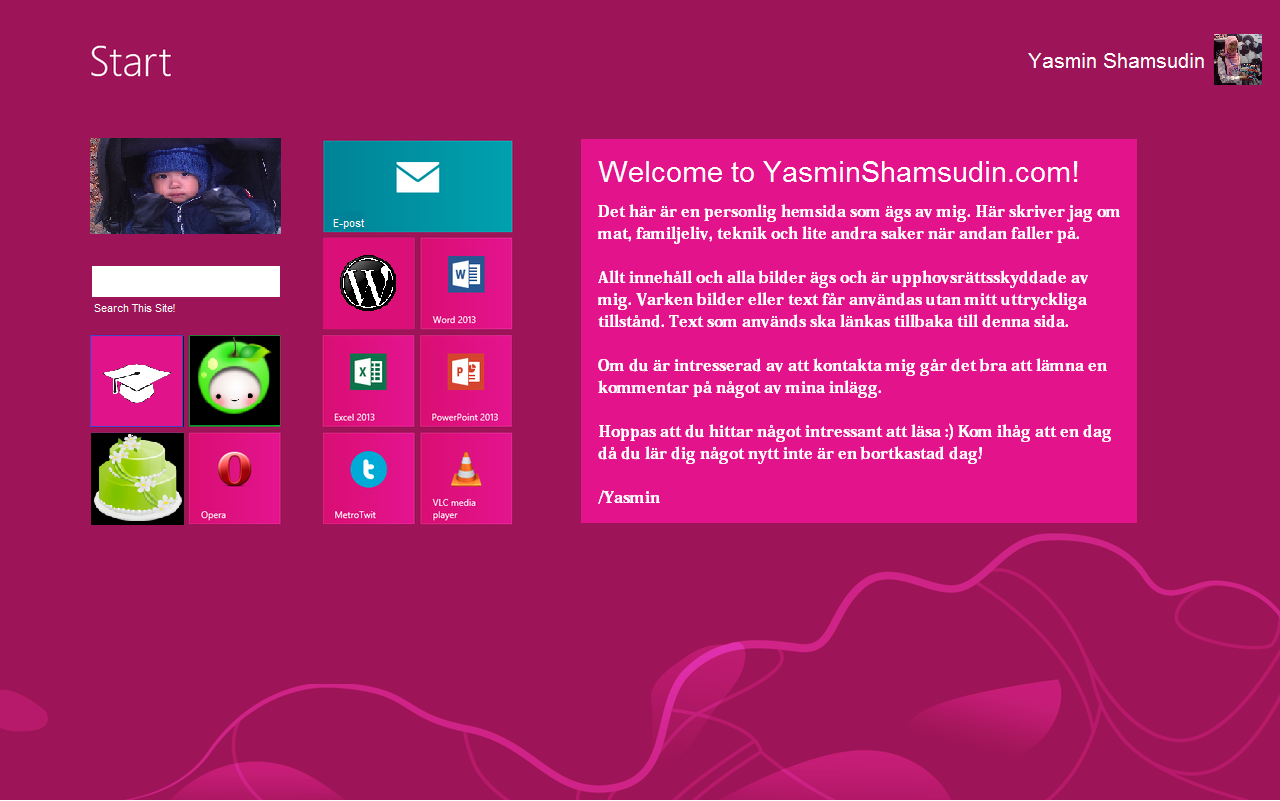 Start
Yasmin Shamsudin
Search This Site!
Opera
E-post
Word 2013
Excel 2013
PowerPoint 2013
MetroTwit
VLC media
player
Welcome to YasminShamsudin.com!
Det här är en personlig hemsida som ägs av mig. Här skriver jag om
mat, familjeliv, teknik och lite andra saker när andan faller på.
Allt innehåll och alla bilder ägs och är upphovsrättsskyddade av
mig. Varken bilder eller text får användas utan mitt uttryckliga
tillstånd. Text som används ska länkas tillbaka till denna sida.
Om du är intresserad av att kontakta mig går det bra att lämna en
kommentar på något av mina inlägg.
Hoppas att du hittar något intressant att läsa :) Kom ihåg att en dag
då du lär dig något nytt inte är en bortkastad dag!
/Yasmin